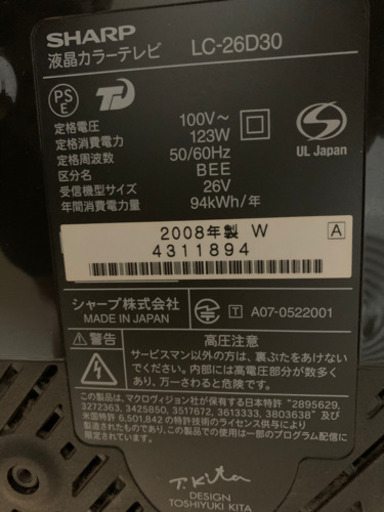 SHARP
液晶カラーテレビ LC-26D30
PS
E
定格電圧 100V～
定格消費電力 123W
定格周波数 50/60Hz
区分名 BEE
受信機型サイズ 26V
年間消費電力量 94kWh/年
UL Japan
2008年製 W A
4311894
シャープ株式会社
MADE IN JAPAN
T A07-0522001
警告 高圧注意
サービスマン以外の方は、裏ぶたをあけないでください。内部には高電圧部分が数多くあり、万一さわると危険です。
この製品は、マクロヴィジョン社が保有する日本特許 "2895629,
3272363, 3425850, 3517672, 3613333, 3803638" 及び
米国特許 6,501,842 の特許技術のライセンス供与により
製造したものです。この製品での使用は一部のプログラム配信に
限られます。
T. Kita
DESIGN
TOSHIYUKI KITA